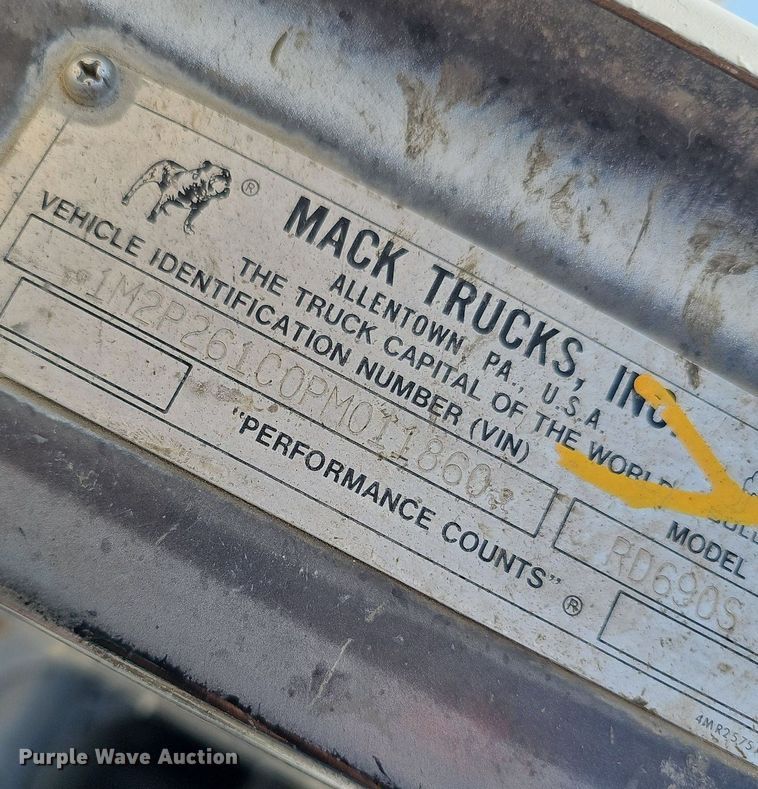 ®
MACK TRUCKS, INC.
ALLENTOWN, PA., U.S.A.
THE TRUCK CAPITAL OF THE WORLD
VEHICLE IDENTIFICATION NUMBER (VIN)
1M2P261C0PM011860
MODEL
RD690S
"PERFORMANCE COUNTS" ®
Purple Wave Auction